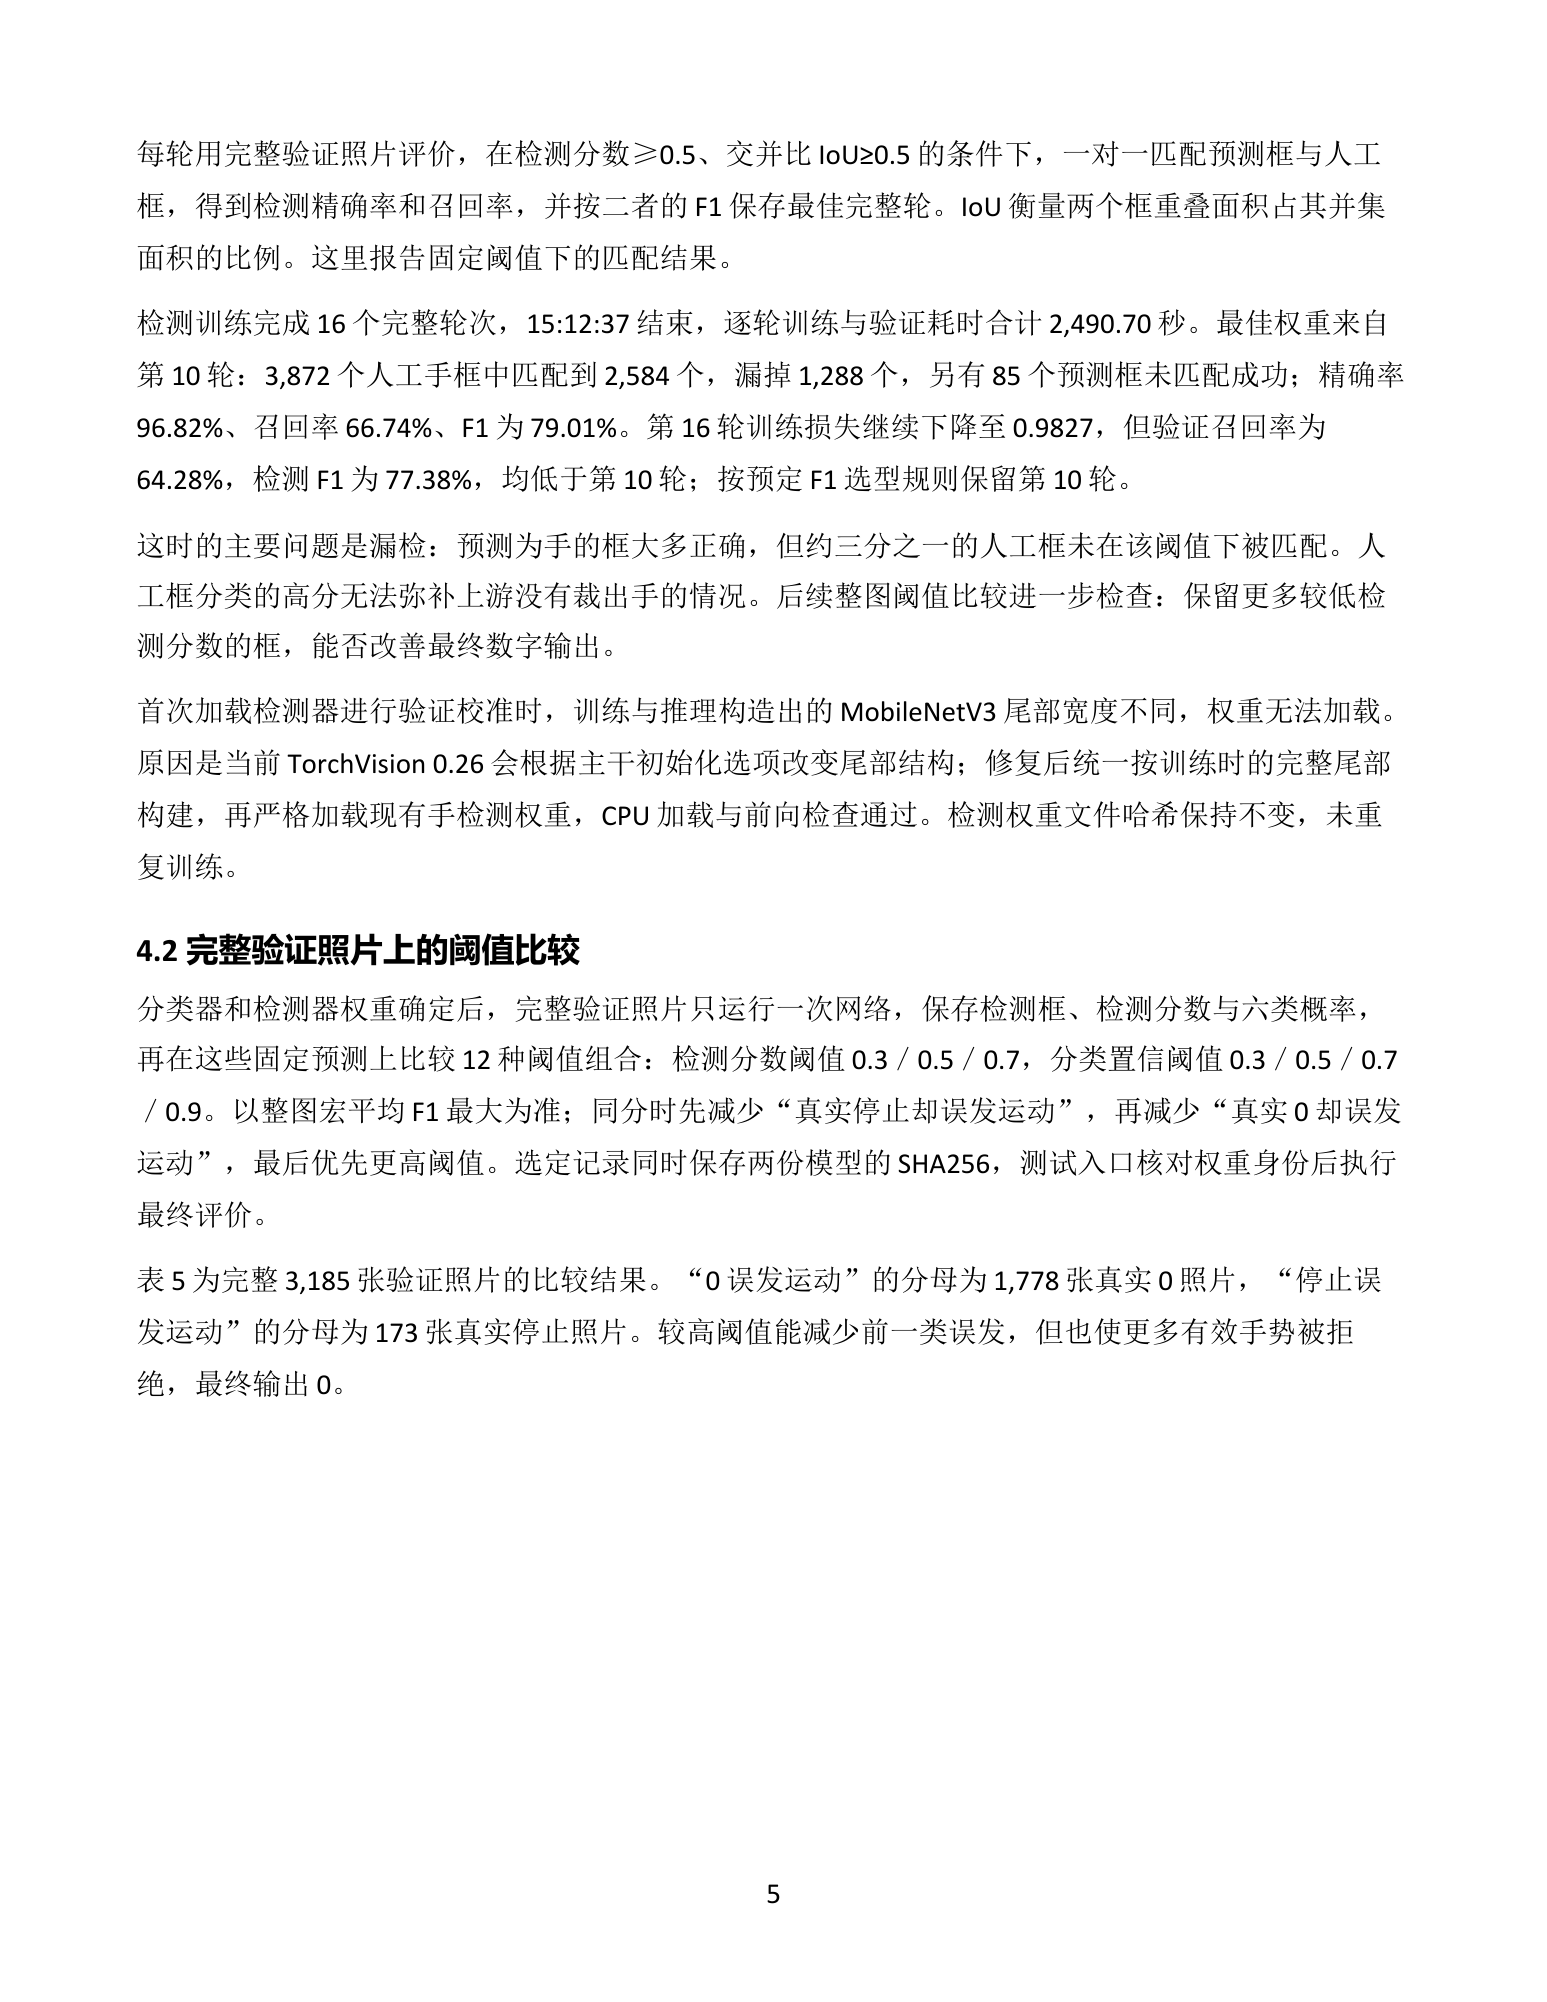 每轮用完整验证照片评价，在检测分数≥0.5、交并比 IoU≥0.5 的条件下，一对一匹配预测框与人工
框，得到检测精确率和召回率，并按二者的 F1 保存最佳完整轮。IoU 衡量两个框重叠面积占其并集
面积的比例。这里报告固定阈值下的匹配结果。
检测训练完成 16 个完整轮次，15:12:37 结束，逐轮训练与验证耗时合计 2,490.70 秒。最佳权重来自
第 10 轮：3,872 个人工手框中匹配到 2,584 个，漏掉 1,288 个，另有 85 个预测框未匹配成功；精确率
96.82%、召回率 66.74%、F1 为 79.01%。第 16 轮训练损失继续下降至 0.9827，但验证召回率为
64.28%，检测 F1 为 77.38%，均低于第 10 轮；按预定 F1 选型规则保留第 10 轮。
这时的主要问题是漏检：预测为手的框大多正确，但约三分之一的人工框未在该阈值下被匹配。人
工框分类的高分无法弥补上游没有裁出手的情况。后续整图阈值比较进一步检查：保留更多较低检
测分数的框，能否改善最终数字输出。
首次加载检测器进行验证校准时，训练与推理构造出的 MobileNetV3 尾部宽度不同，权重无法加载。
原因是当前 TorchVision 0.26 会根据主干初始化选项改变尾部结构；修复后统一按训练时的完整尾部
构建，再严格加载现有手检测权重，CPU 加载与前向检查通过。检测权重文件哈希保持不变，未重
复训练。
4.2 完整验证照片上的阈值比较
分类器和检测器权重确定后，完整验证照片只运行一次网络，保存检测框、检测分数与六类概率，
再在这些固定预测上比较 12 种阈值组合：检测分数阈值 0.3 / 0.5 / 0.7，分类置信阈值 0.3 / 0.5 / 0.7
/ 0.9。以整图宏平均 F1 最大为准；同分时先减少“真实停止却误发运动”，再减少“真实 0 却误发
运动”，最后优先更高阈值。选定记录同时保存两份模型的 SHA256，测试入口核对权重身份后执行
最终评价。
表 5 为完整 3,185 张验证照片的比较结果。“0 误发运动”的分母为 1,778 张真实 0 照片，“停止误
发运动”的分母为 173 张真实停止照片。较高阈值能减少前一类误发，但也使更多有效手势被拒
绝，最终输出 0。
5